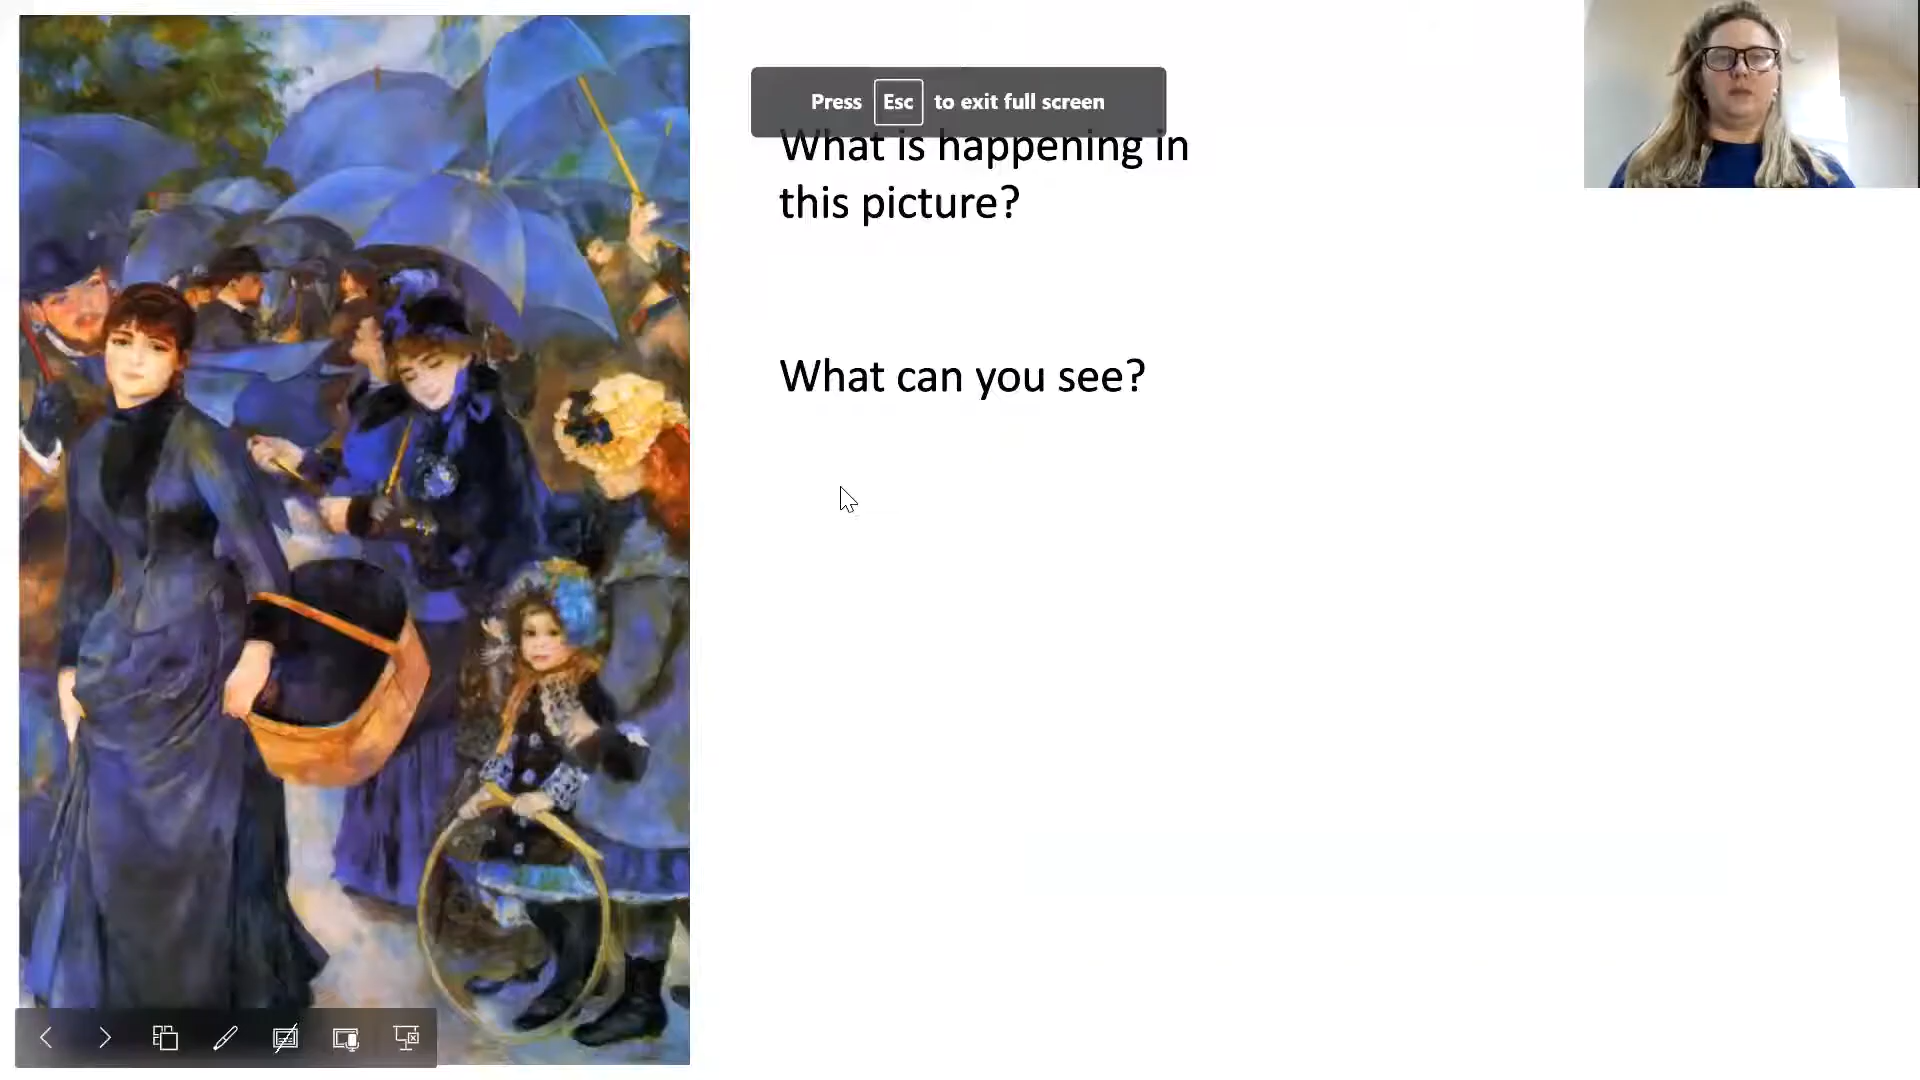 Press Esc to exit full screen
What is happening in
this picture?
What can you see?